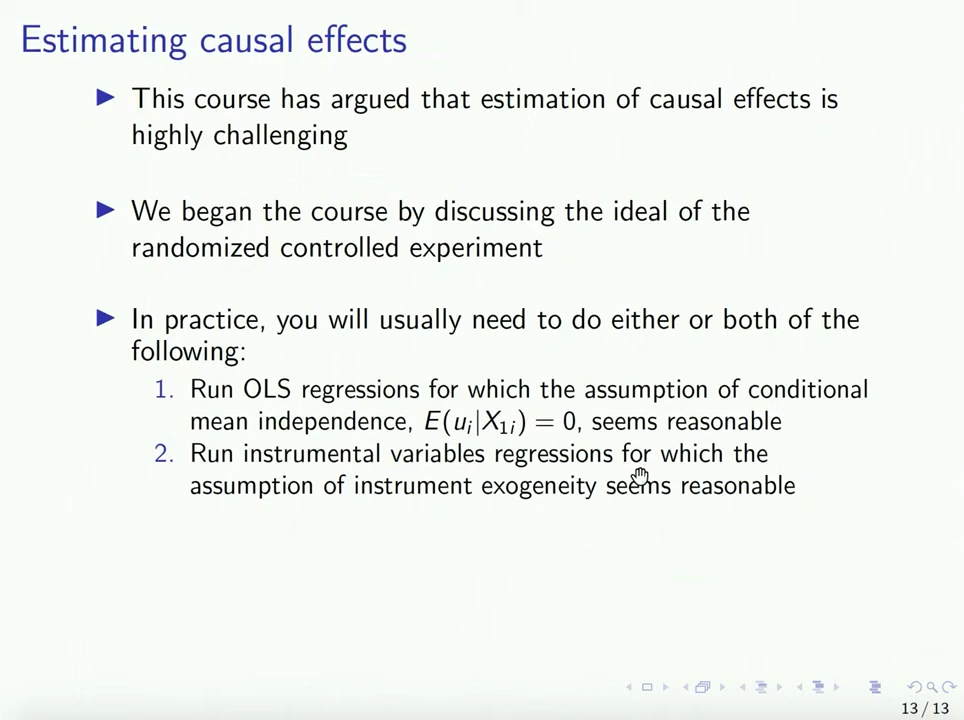 Estimating causal effects
▶ This course has argued that estimation of causal effects is
highly challenging
▶ We began the course by discussing the ideal of the
randomized controlled experiment
▶ In practice, you will usually need to do either or both of the
following:
1. Run OLS regressions for which the assumption of conditional
mean independence, E(uᵢ|X₁ᵢ) = 0, seems reasonable
2. Run instrumental variables regressions for which the
assumption of instrument exogeneity seems reasonable
13 / 13